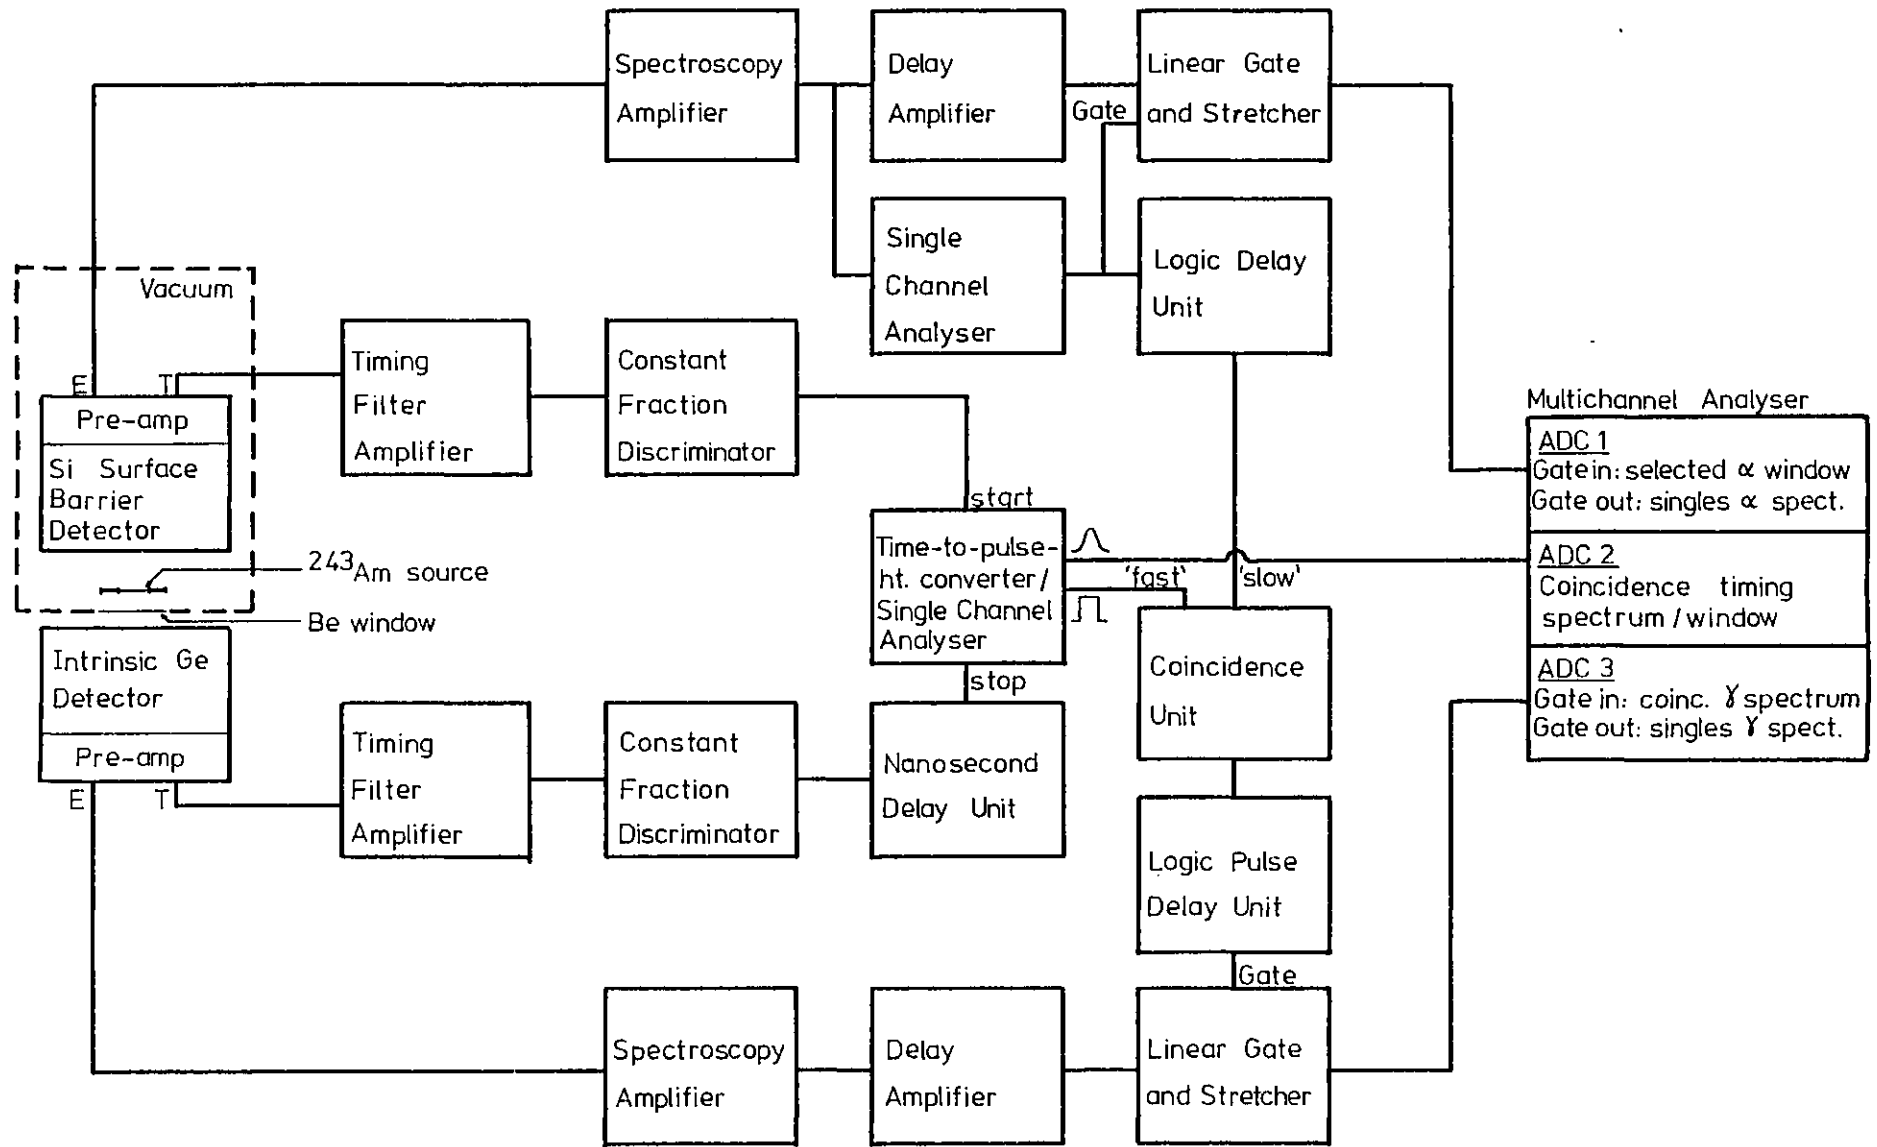 Spectroscopy
Amplifier
Delay
Amplifier
Gate
Linear Gate
and Stretcher
Single
Channel
Analyser
Logic Delay
Unit
Vacuum
E
T
Pre-amp
Si Surface
Barrier
Detector
Timing
Filter
Amplifier
Constant
Fraction
Discriminator
start
Time-to-pulse-
ht. converter/
Single Channel
Analyser
'fast'
'slow'
stop
243Am source
Be window
Intrinsic Ge
Detector
Pre-amp
E
T
Timing
Filter
Amplifier
Constant
Fraction
Discriminator
Nanosecond
Delay Unit
Coincidence
Unit
Logic Pulse
Delay Unit
Gate
Spectroscopy
Amplifier
Delay
Amplifier
Linear Gate
and Stretcher
Multichannel Analyser
ADC 1
Gate in: selected α window
Gate out: singles α spect.
ADC 2
Coincidence timing
spectrum / window
ADC 3
Gate in: coinc. γ spectrum
Gate out: singles γ spect.